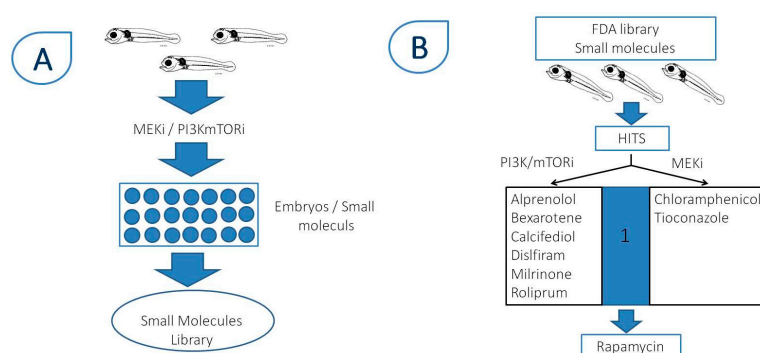 A
MEKi / PI3KmTORi
Embryos / Small
moleculs
Small Molecules
Library
B
FDA library
Small molecules
HITS
PI3K/mTORi
MEKi
Alprenolol
Bexarotene
Calcifediol
Dislfiram
Milrinone
Roliprum
1
Chloramphenicol
Tioconazole
Rapamycin